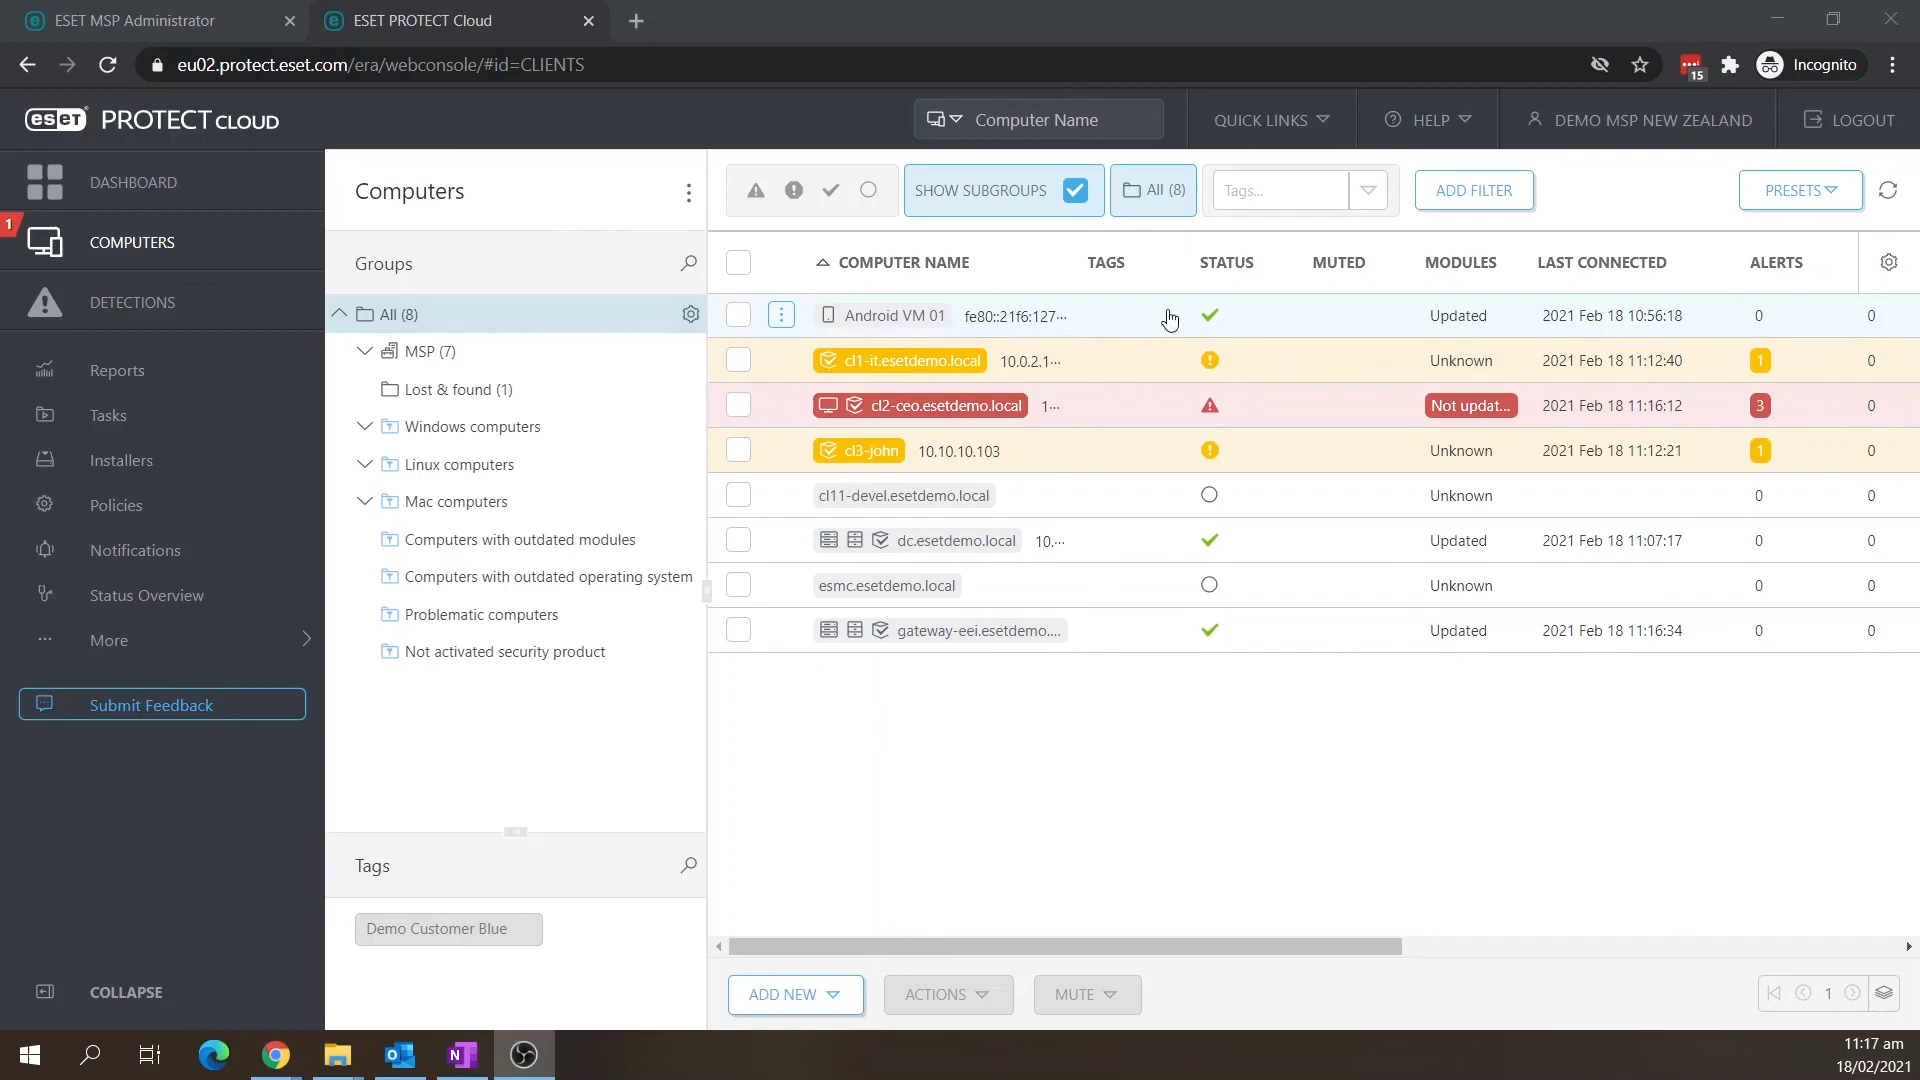 ESET MSP Administrator
ESET PROTECT Cloud
eu02.protect.eset.com/era/webconsole/#id=CLIENTS
15
Incognito
eset PROTECT CLOUD
Computer Name
QUICK LINKS
HELP
DEMO MSP NEW ZEALAND
LOGOUT
DASHBOARD
1
COMPUTERS
DETECTIONS
Reports
Tasks
Installers
Policies
Notifications
Status Overview
More
Submit Feedback
COLLAPSE
Computers
Groups
All (8)
MSP (7)
Lost & found (1)
Windows computers
Linux computers
Mac computers
Computers with outdated modules
Computers with outdated operating system
Problematic computers
Not activated security product
Tags
Demo Customer Blue
SHOW SUBGROUPS
All (8)
Tags...
ADD FILTER
PRESETS
COMPUTER NAME TAGS STATUS MUTED MODULES LAST CONNECTED ALERTS
Android VM 01 fe80::21f6:127... Updated 2021 Feb 18 10:56:18 0 0
cl1-it.esetdemo.local 10.0.2.1... Unknown 2021 Feb 18 11:12:40 1 0
cl2-ceo.esetdemo.local 1... Not updat... 2021 Feb 18 11:16:12 3 0
cl3-john 10.10.10.103 Unknown 2021 Feb 18 11:12:21 1 0
cl11-devel.esetdemo.local Unknown 0 0
dc.esetdemo.local 10.... Updated 2021 Feb 18 11:07:17 0 0
esmc.esetdemo.local Unknown 0 0
gateway-eei.esetdemo.... Updated 2021 Feb 18 11:16:34 0 0
ADD NEW
ACTIONS
MUTE
1
11:17 am
18/02/2021